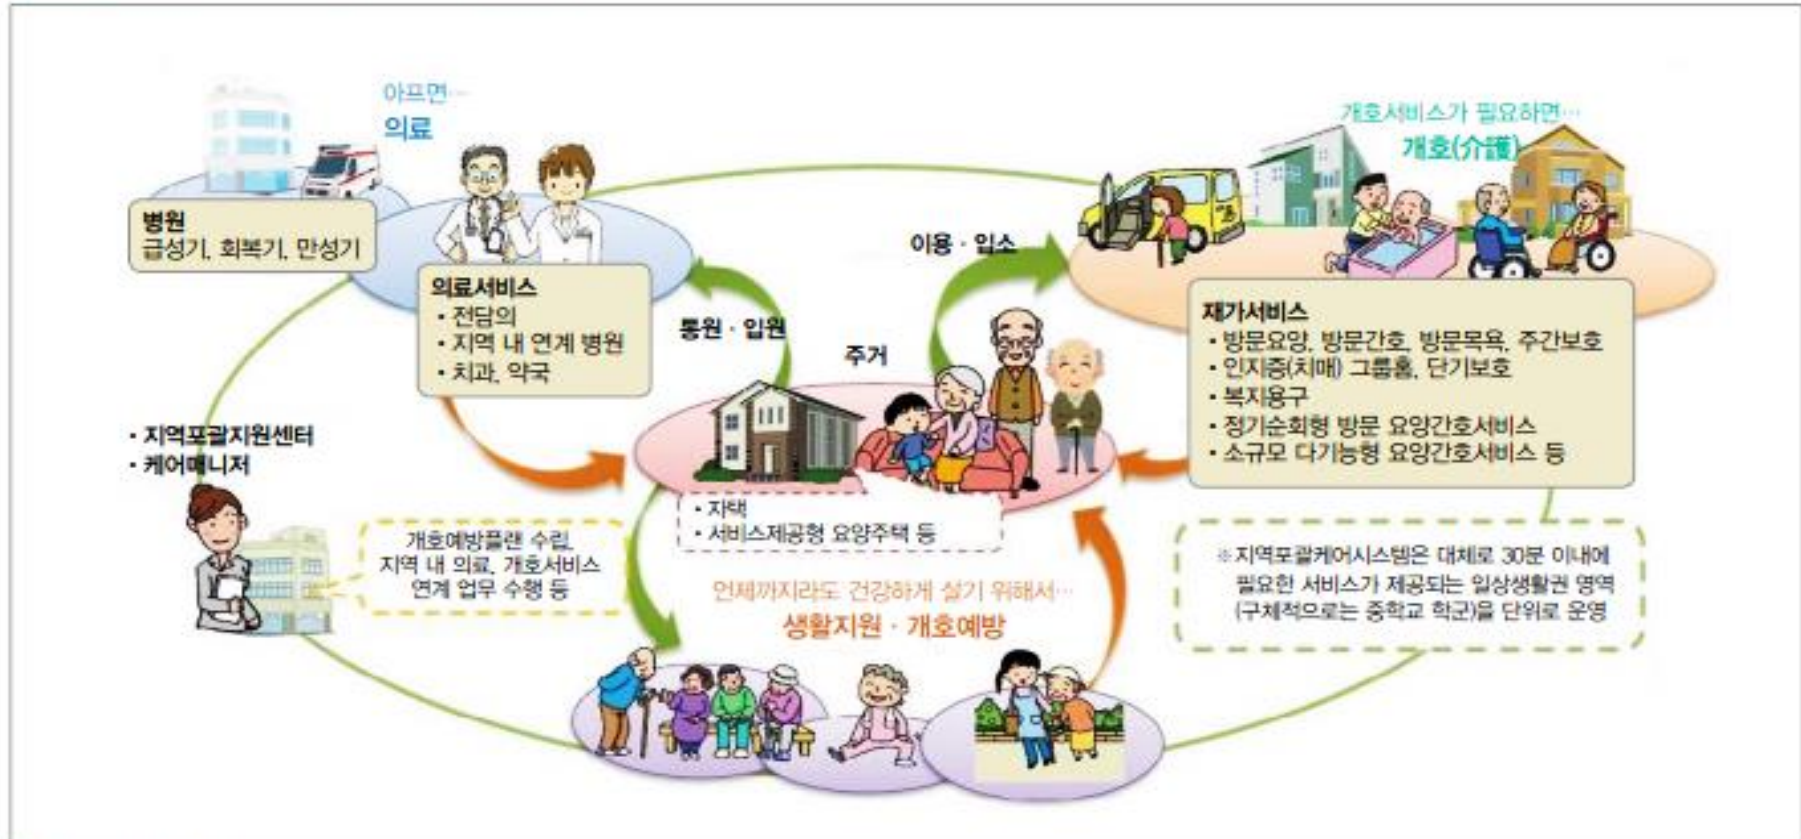 아프면…
의료
병원
급성기, 회복기, 만성기
의료서비스
• 전담의
• 지역 내 연계 병원
• 치과, 약국
통원 · 입원
이용 · 입소
주거
개호서비스가 필요하면…
개호(介護)
재가서비스
• 방문요양, 방문간호, 방문목욕, 주간보호
• 인지증(치매) 그룹홈, 단기보호
• 복지용구
• 정기순회형 방문 요양간호서비스
• 소규모 다기능형 요양간호서비스 등
• 지역포괄지원센터
• 케어매니저
개호예방플랜 수립,
지역 내 의료, 개호서비스
연계 업무 수행 등
• 자택
• 서비스제공형 요양주택 등
언제까지라도 건강하게 설기 위해서…
생활지원 · 개호예방
※ 지역포괄케어시스템은 대체로 30분 이내에
필요한 서비스가 제공되는 일상생활권 영역
(구체적으로는 중학교 학군)을 단위로 운영